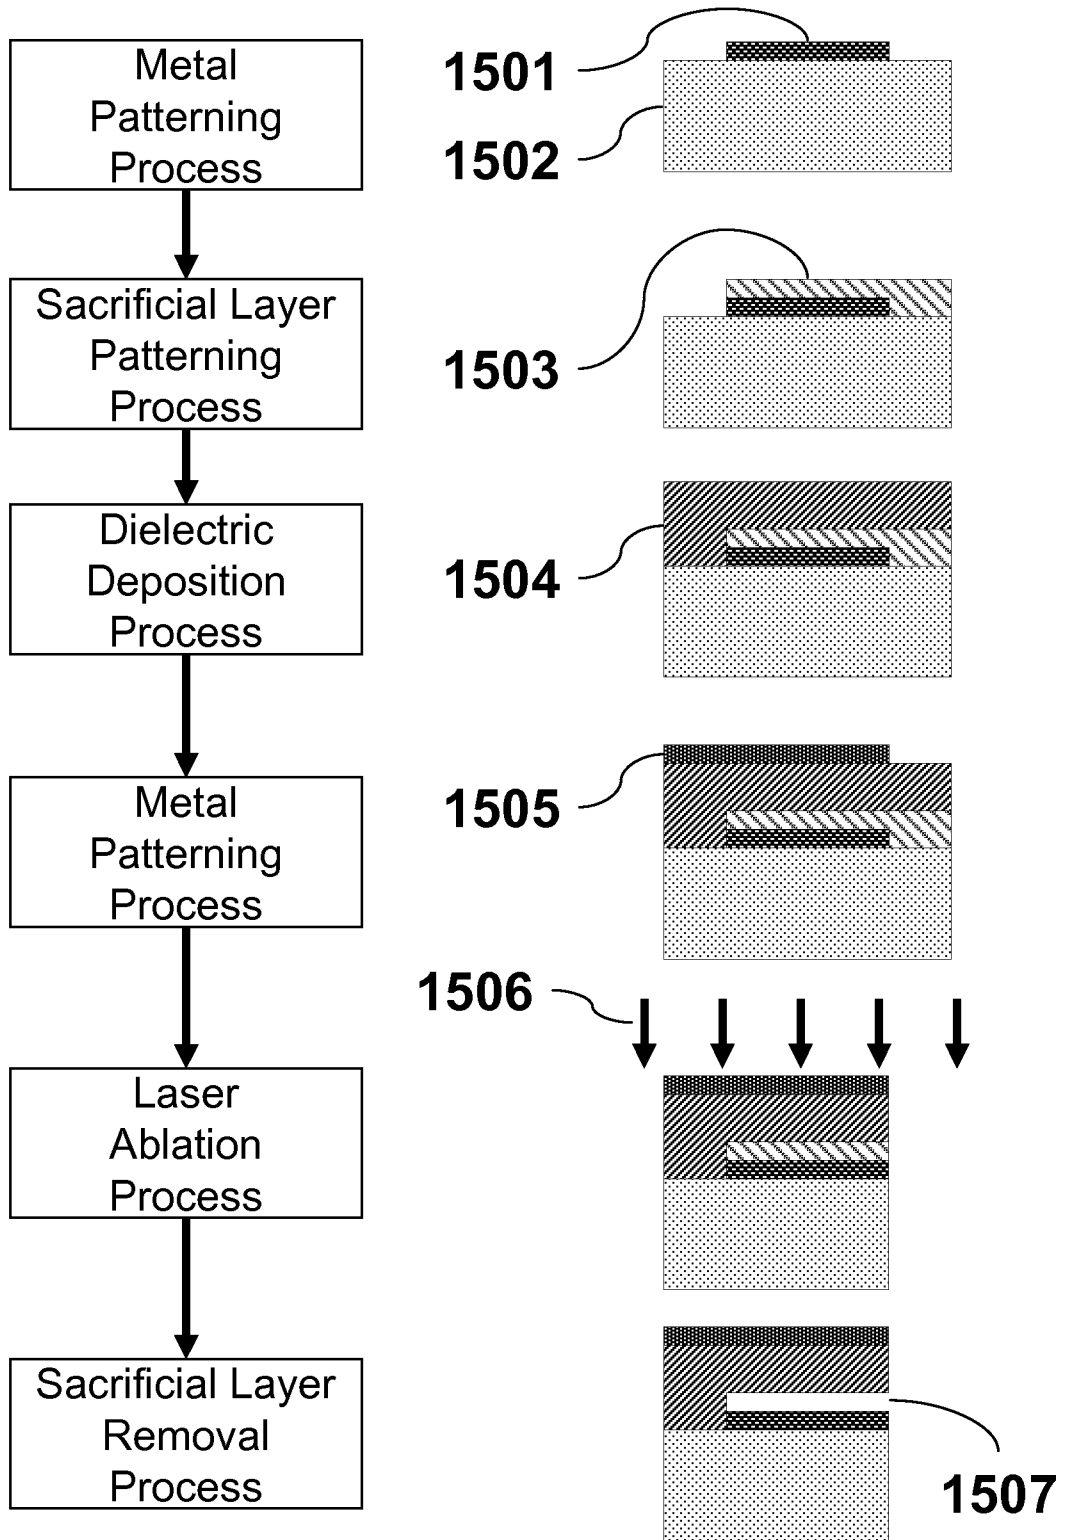 Metal
Patterning
Process
1501
1502
Sacrificial Layer
Patterning
Process
1503
Dielectric
Deposition
Process
1504
Metal
Patterning
Process
1505
1506
Laser
Ablation
Process
Sacrificial Layer
Removal
Process
1507